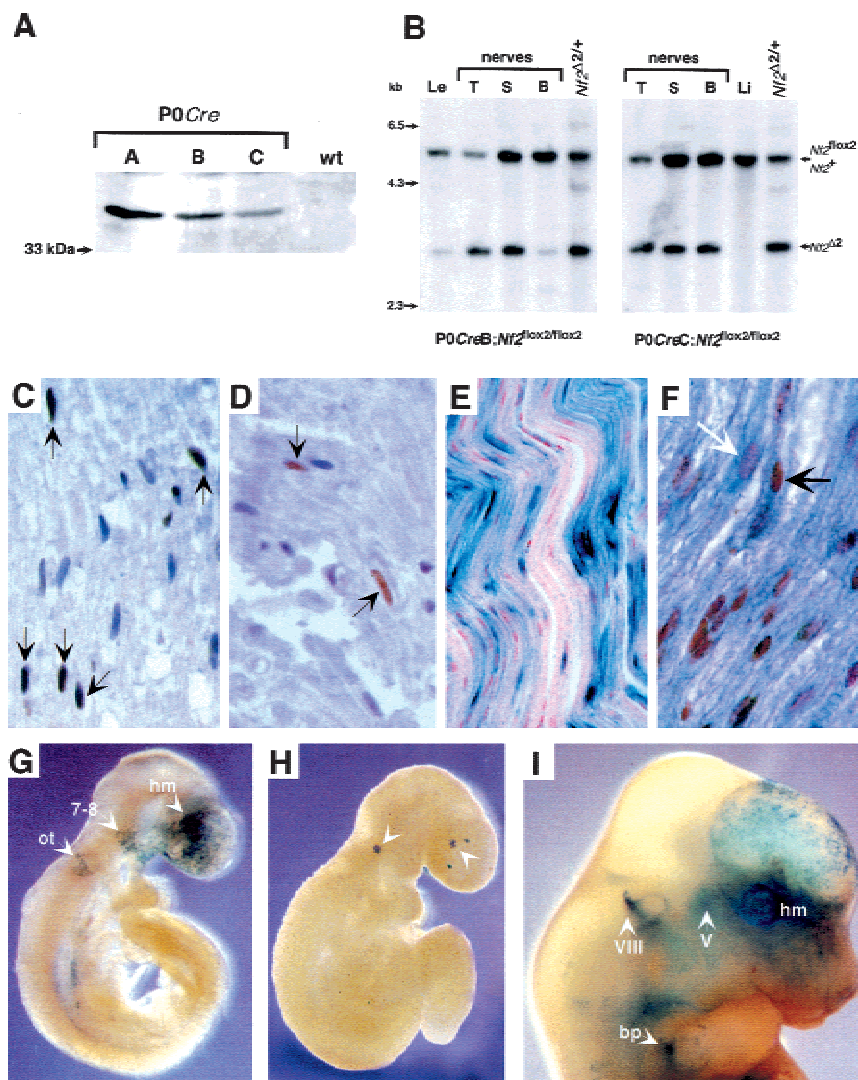 A
P0Cre
A B C wt
33 kDa
B
nerves
Le T S B Nf2Δ2/+
kb
6.5
4.3
2.3
P0CreB;Nf2flox2/flox2
nerves
T S B Li Nf2Δ2/+
Nf2flox2
Nf2+
Nf2Δ2
P0CreC;Nf2flox2/flox2
C
D
E
F
G
hm
7-8
ot
H
I
hm
VIII
V
bp